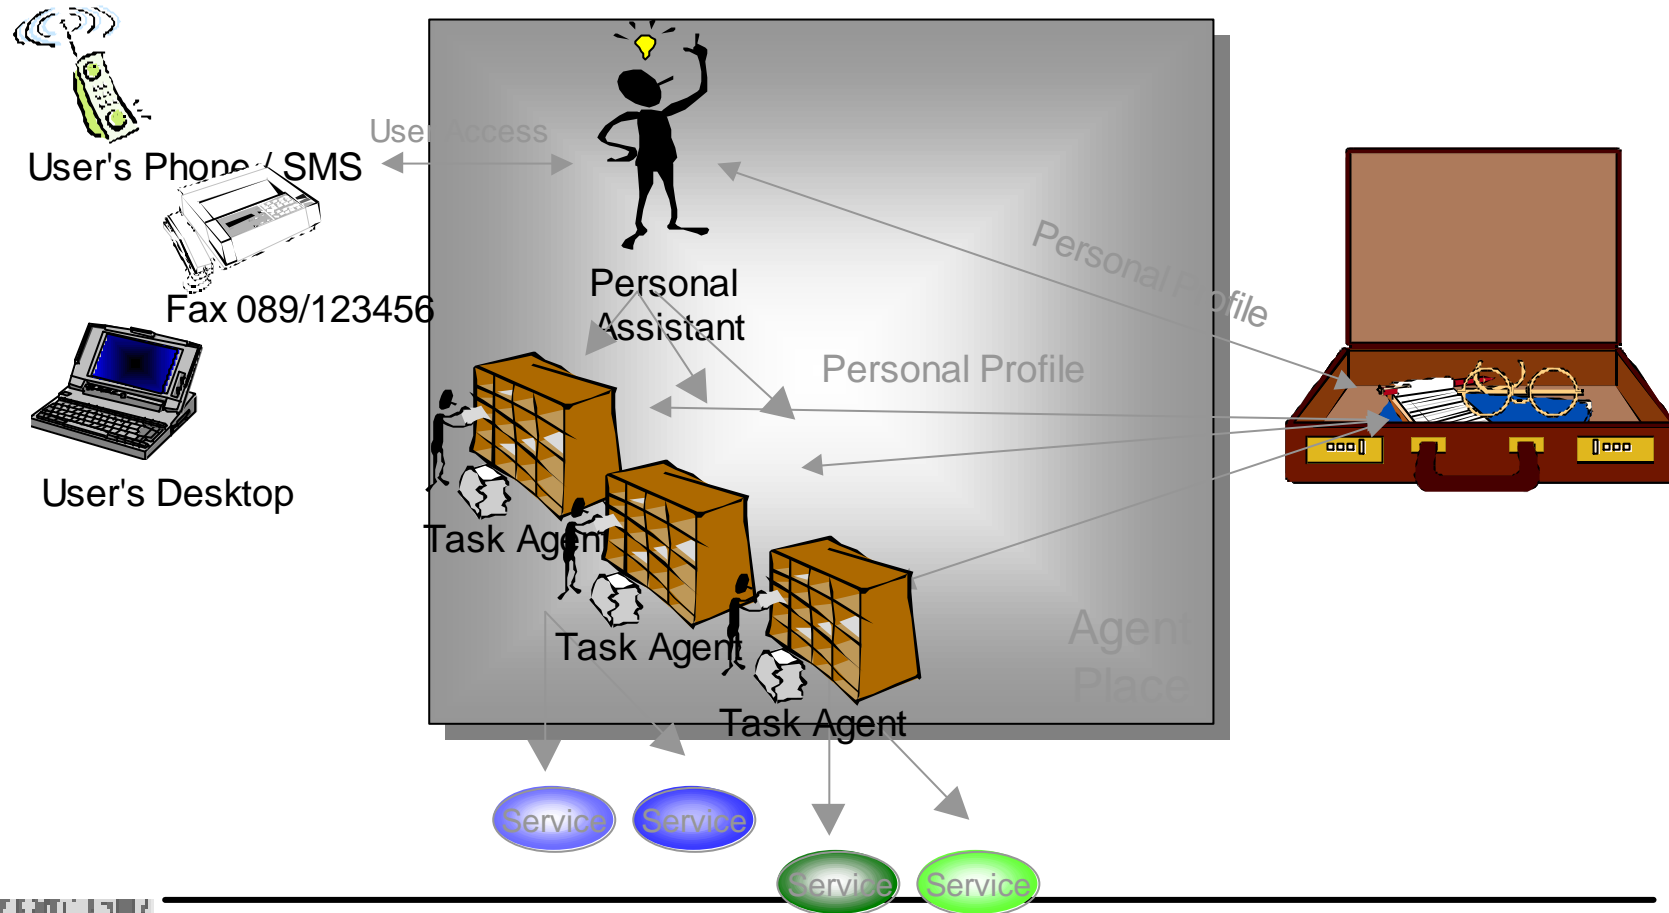 User Access
User's Phone / SMS
Personal Profile
Fax 089/123456
Personal
Assistant
Personal Profile
User's Desktop
Task Agent
Agent
Place
Task Agent
Task Agent
Service
Service
Service
Service